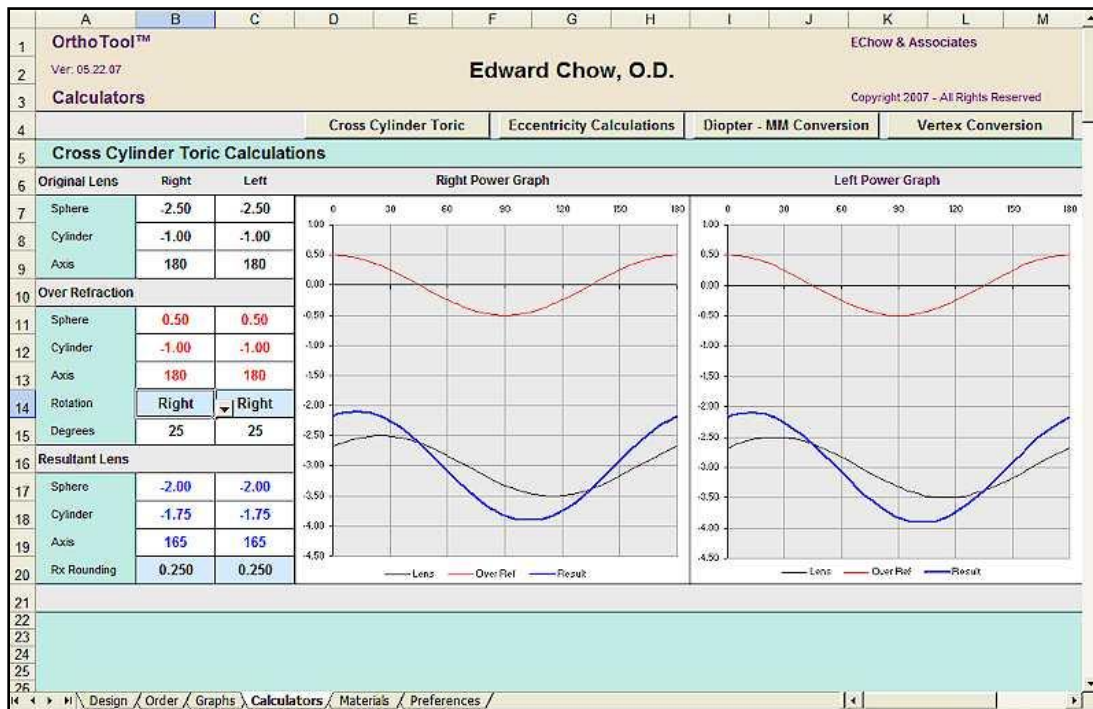 A B C D E F G H I J K L M
1 OrthoTool™ EChow & Associates
2 Ver: 05.22.07 Edward Chow, O.D.
3 Calculators Copyright 2007 - All Rights Reserved
4 Cross Cylinder Toric Eccentricity Calculations Diopter - MM Conversion Vertex Conversion
5 Cross Cylinder Toric Calculations
6 Original Lens Right Left Right Power Graph Left Power Graph
7 Sphere -2.50 -2.50
8 Cylinder -1.00 -1.00
9 Axis 180 180
10 Over Refraction
11 Sphere 0.50 0.50
12 Cylinder -1.00 -1.00
13 Axis 180 180
14 Rotation Right Right
15 Degrees 25 25
16 Resultant Lens
17 Sphere -2.00 -2.00
18 Cylinder -1.75 -1.75
19 Axis 165 165
20 Rx Rounding 0.250 0.250
21
22
23
24
25
26
0 30 60 90 120 150 180
1.00
0.50
0.00
-0.50
-1.00
-1.50
-2.00
-2.50
-3.00
-3.50
-4.00
-4.50
Lens Over Ref Result
0 30 60 90 120 150 180
1.00
0.50
0.00
-0.50
-1.00
-1.50
-2.00
-2.50
-3.00
-3.50
-4.00
-4.50
Lens Over Ref Result
Design Order Graphs Calculators Materials Preferences